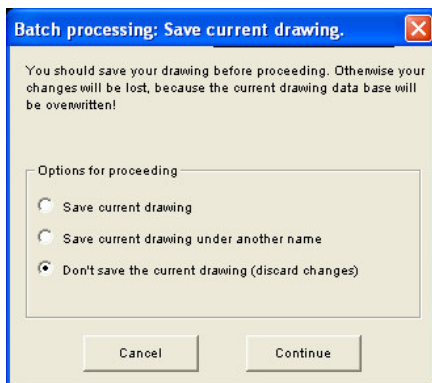 Batch processing: Save current drawing.
You should save your drawing before proceeding. Otherwise your
changes will be lost, because the current drawing data base will
be overwritten!
Options for proceeding
Save current drawing
Save current drawing under another name
Don't save the current drawing (discard changes)
Cancel Continue